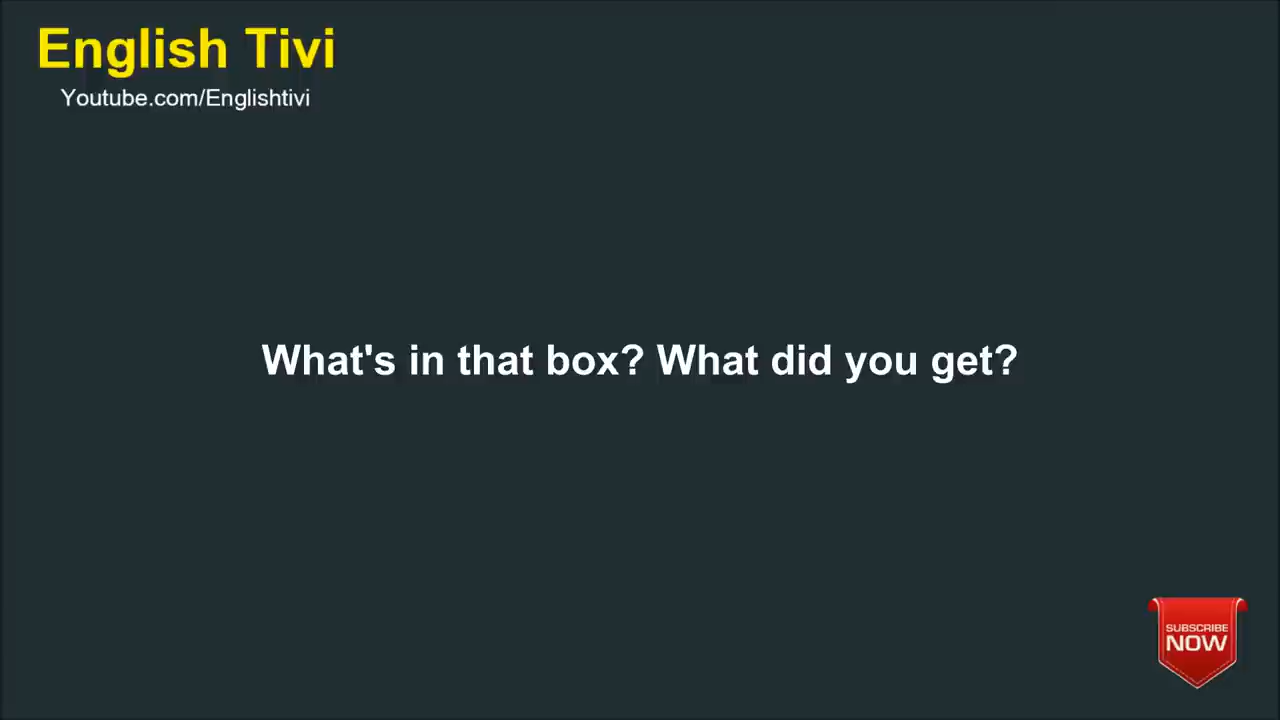 English Tivi
Youtube.com/Englishtivi
What's in that box? What did you get?
SUBSCRIBE
NOW